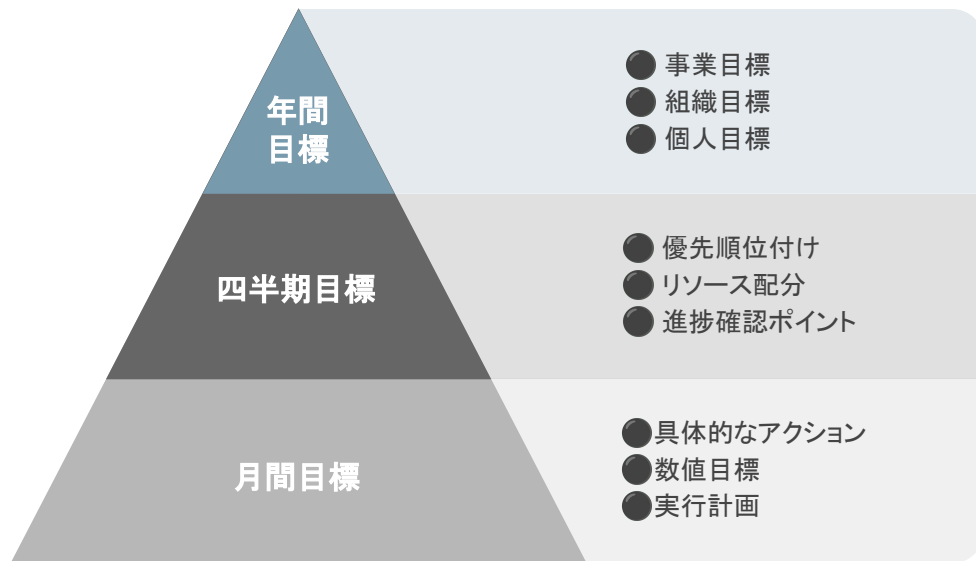 年間
目標
● 事業目標
● 組織目標
● 個人目標
四半期目標
● 優先順位付け
● リソース配分
● 進捗確認ポイント
月間目標
●具体的なアクション
●数値目標
●実行計画